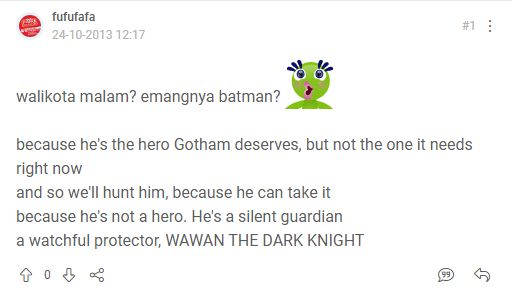 fufufafa
#1
24-10-2013 12:17
walikota malam? emangnya batman?
because he's the hero Gotham deserves, but not the one it needs
right now
and so we'll hunt him, because he can take it
because he's not a hero. He's a silent guardian
a watchful protector, WAWAN THE DARK KNIGHT
0